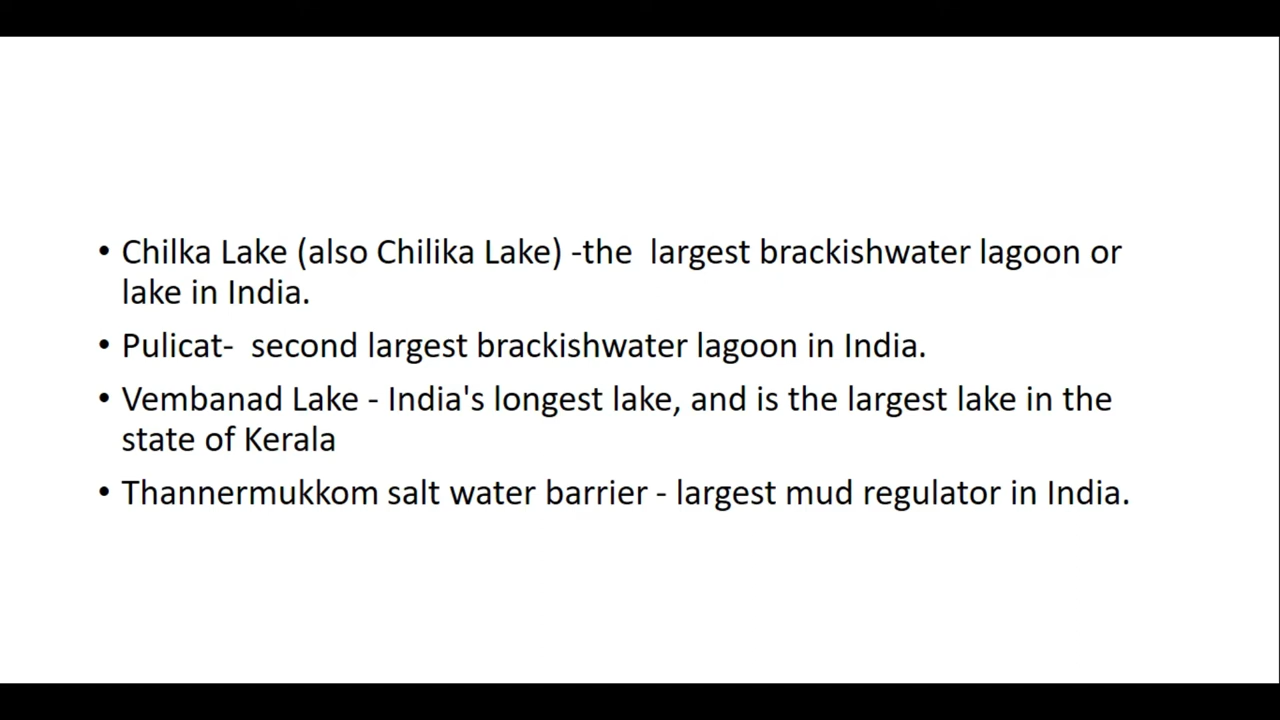 • Chilka Lake (also Chilika Lake) -the  largest brackishwater lagoon or
lake in India.
• Pulicat-  second largest brackishwater lagoon in India.
• Vembanad Lake - India's longest lake, and is the largest lake in the
state of Kerala
• Thannermukkom salt water barrier - largest mud regulator in India.